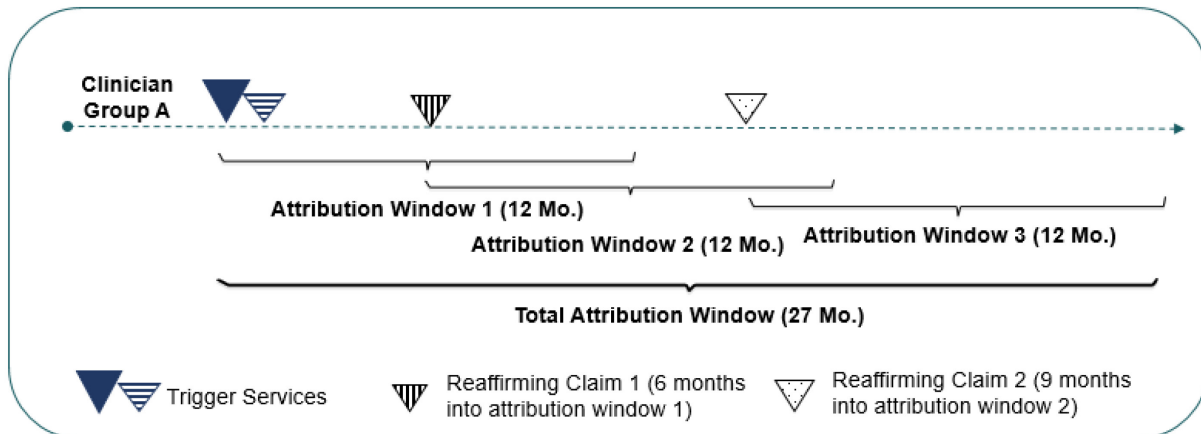 Clinician
Group A
Attribution Window 1 (12 Mo.)
Attribution Window 2 (12 Mo.)
Attribution Window 3 (12 Mo.)
Total Attribution Window (27 Mo.)
Trigger Services
Reaffirming Claim 1 (6 months
into attribution window 1)
Reaffirming Claim 2 (9 months
into attribution window 2)